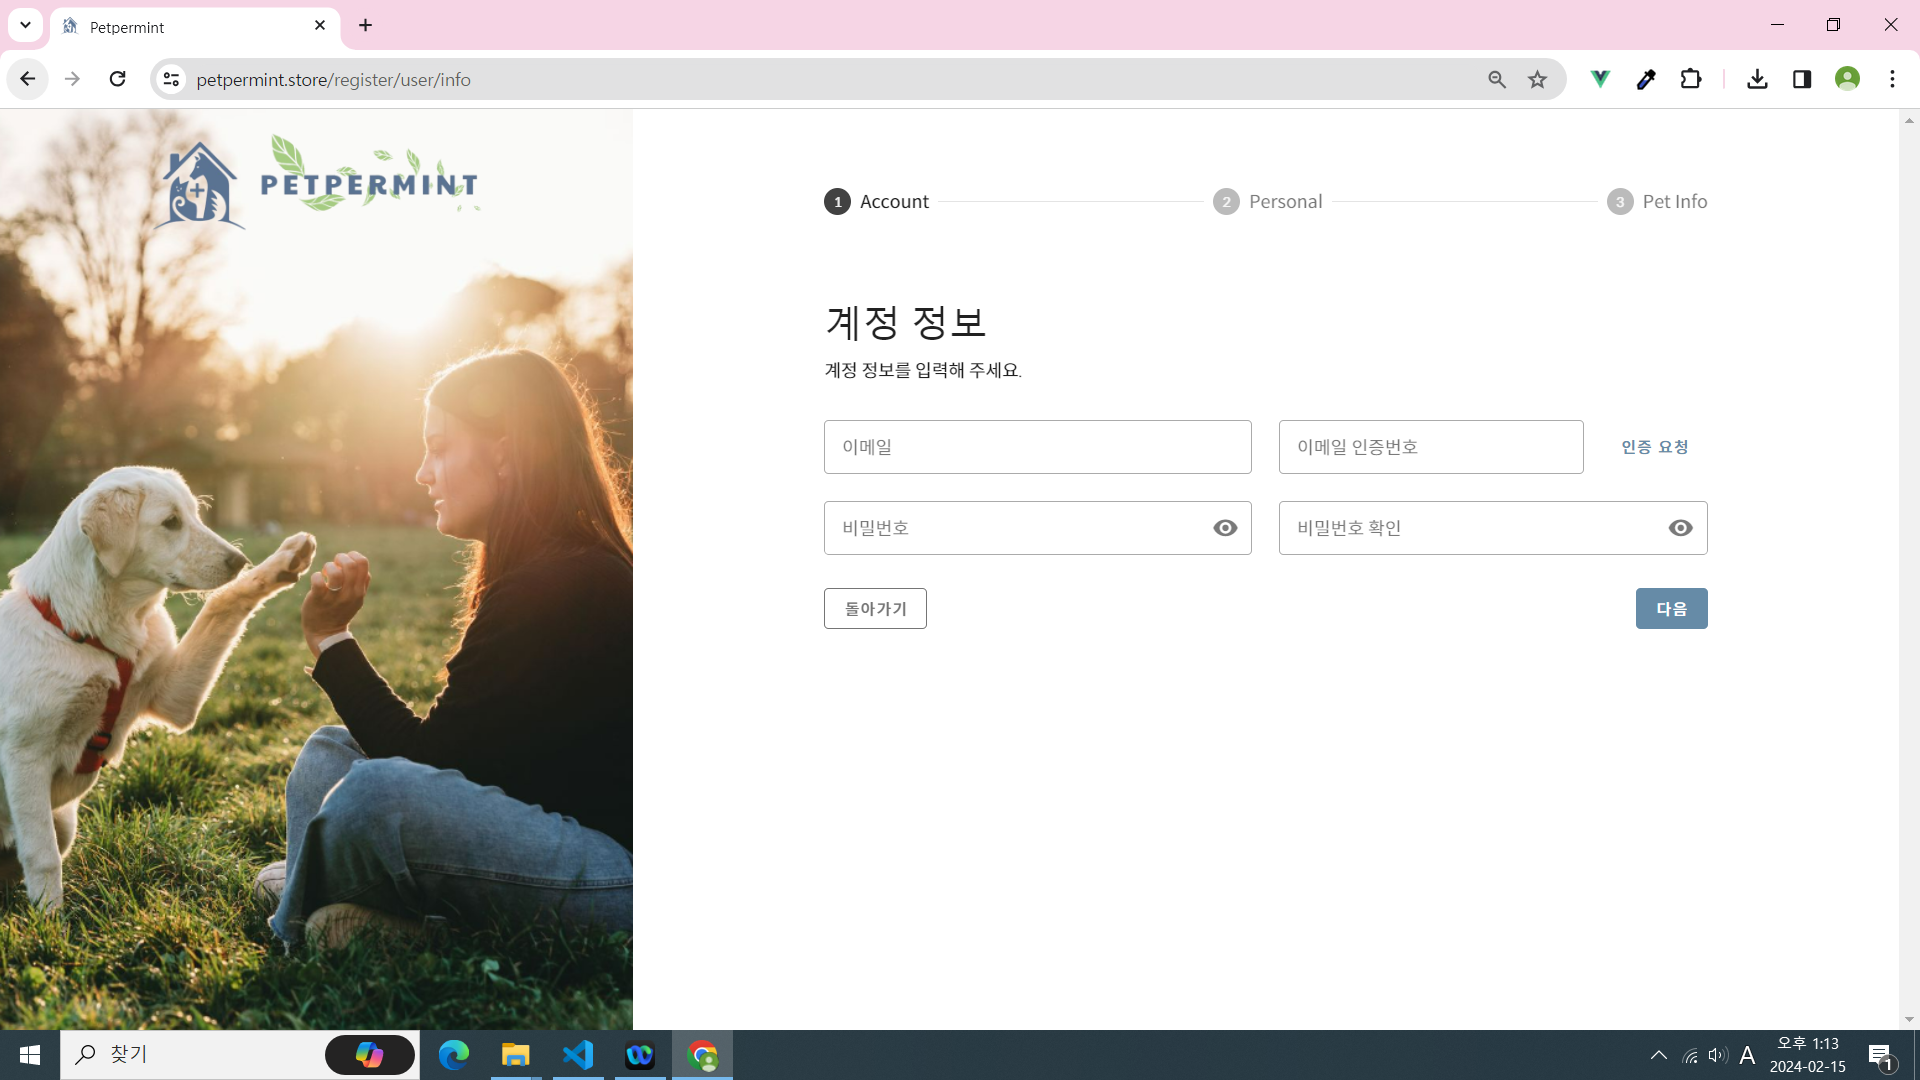 Petpermint
petpermint.store/register/user/info
PETPERMINT
1 Account
2 Personal
3 Pet Info
계정 정보
계정 정보를 입력해 주세요.
이메일
이메일 인증번호
인증 요청
비밀번호
비밀번호 확인
돌아가기
다음
찾기
A
오후 1:13
2024-02-15
1